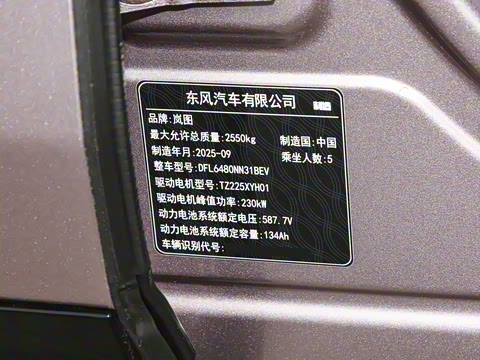 东风汽车有限公司
品牌:岚图
最大允许总质量:2550kg 制造国:中国
制造年月:2025-09 乘坐人数:5
整车型号:DFL6480NN31BEV
驱动电机型号:TZ225XYH01
驱动电机峰值功率:230kW
动力电池系统额定电压:587.7V
动力电池系统额定容量:134Ah
车辆识别代号: